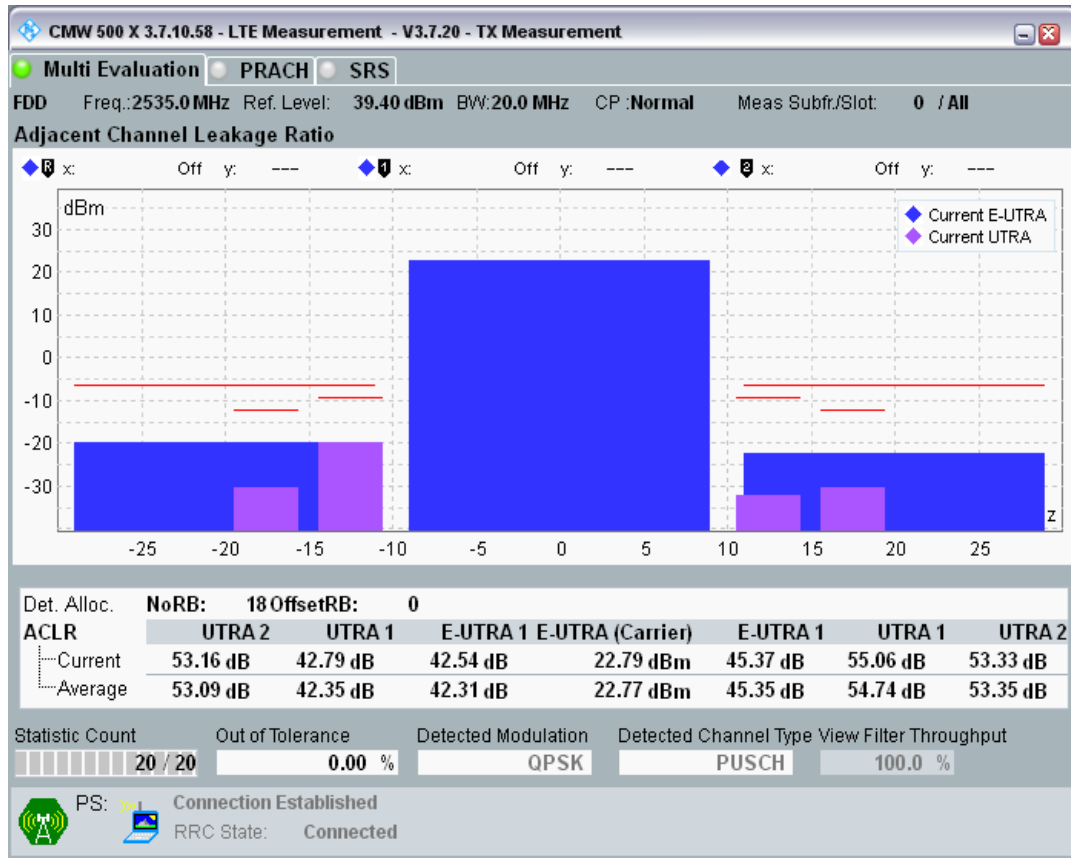 CMW 500 X 3.7.10.58 - LTE Measurement - V3.7.20 - TX Measurement
Multi Evaluation PRACH SRS
FDD Freq.:2535.0 MHz Ref. Level: 39.40 dBm BW:20.0 MHz CP :Normal Meas Subfr./Slot: 0 / All
Adjacent Channel Leakage Ratio
R x: Off y: --- 1 x: Off y: --- 2 x: Off y: ---
dBm
Current E-UTRA
Current UTRA
30
20
10
0
-10
-20
-30
z
-25 -20 -15 -10 -5 0 5 10 15 20 25
Det. Alloc. NoRB: 18 OffsetRB: 0
ACLR UTRA 2 UTRA 1 E-UTRA 1 E-UTRA (Carrier) E-UTRA 1 UTRA 1 UTRA 2
Current 53.16 dB 42.79 dB 42.54 dB 22.79 dBm 45.37 dB 55.06 dB 53.33 dB
Average 53.09 dB 42.35 dB 42.31 dB 22.77 dBm 45.35 dB 54.74 dB 53.35 dB
Statistic Count Out of Tolerance Detected Modulation Detected Channel Type View Filter Throughput
20 / 20 0.00 % QPSK PUSCH 100.0 %
PS: Connection Established
RRC State: Connected